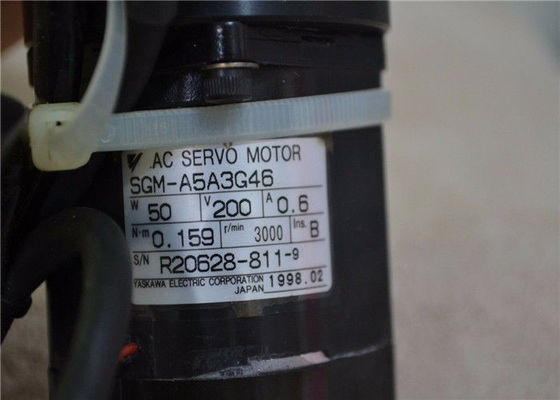 AC SERVO MOTOR
SGM-A5A3G46
W 50 V 200 A 0.6
N·m 0.159 r/min 3000 Ins. B
S/N R20628-811-9
YASKAWA ELECTRIC CORPORATION 1998.02
JAPAN